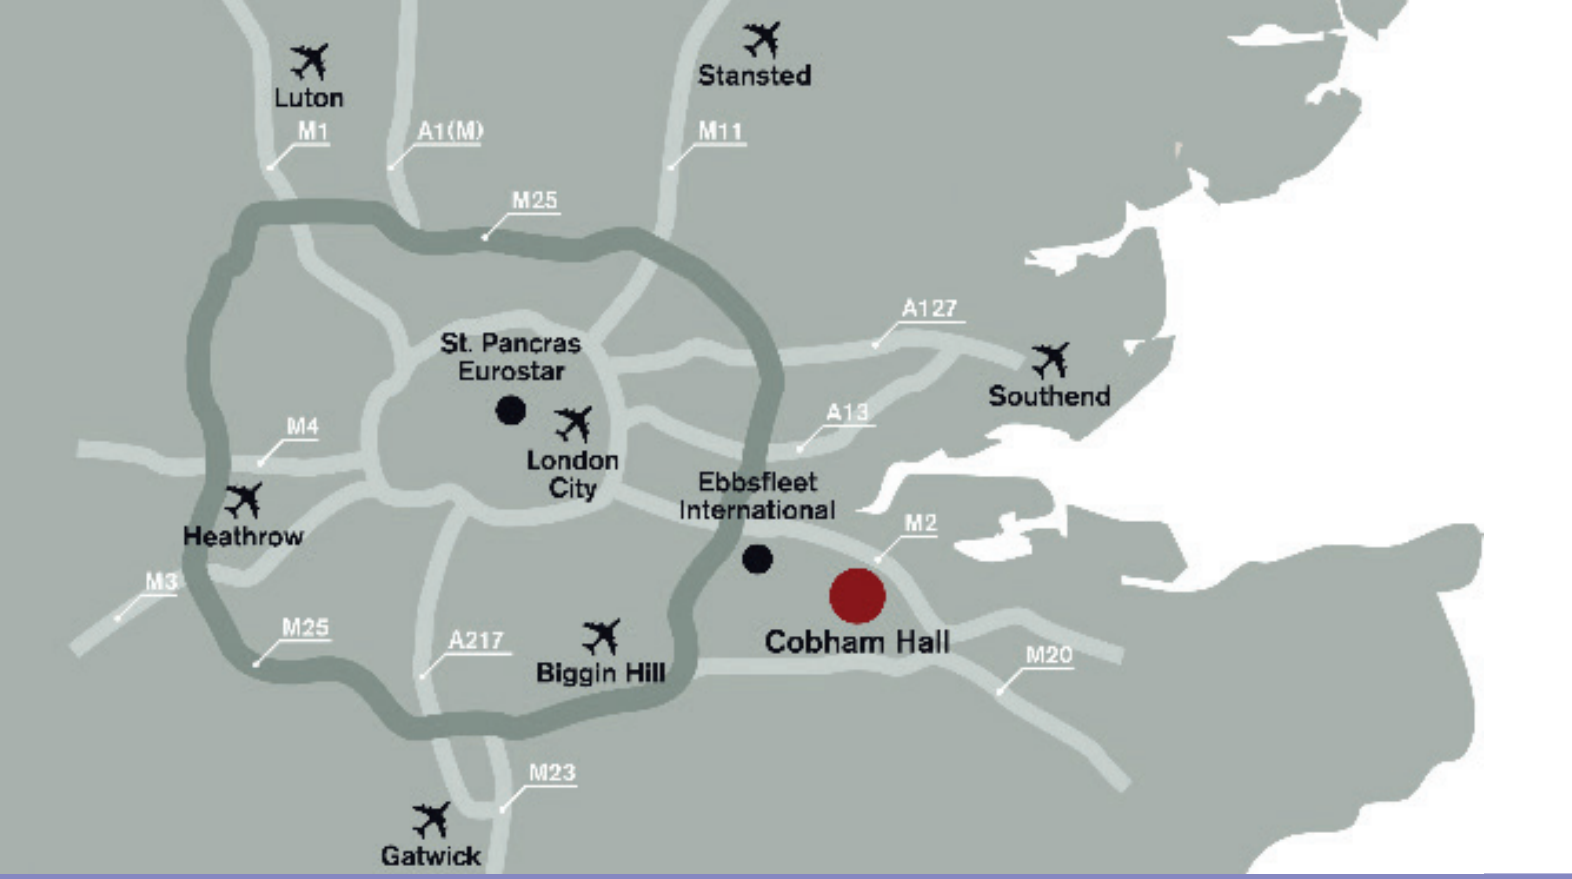 Stansted
Luton
M1
A1(M)
M11
M25
A127
St. Pancras
Eurostar
Southend
A13
M4
London
City
Ebbsfleet
International
Heathrow
M2
M3
M25
A217
Biggin Hill
Cobham Hall
M20
M23
Gatwick